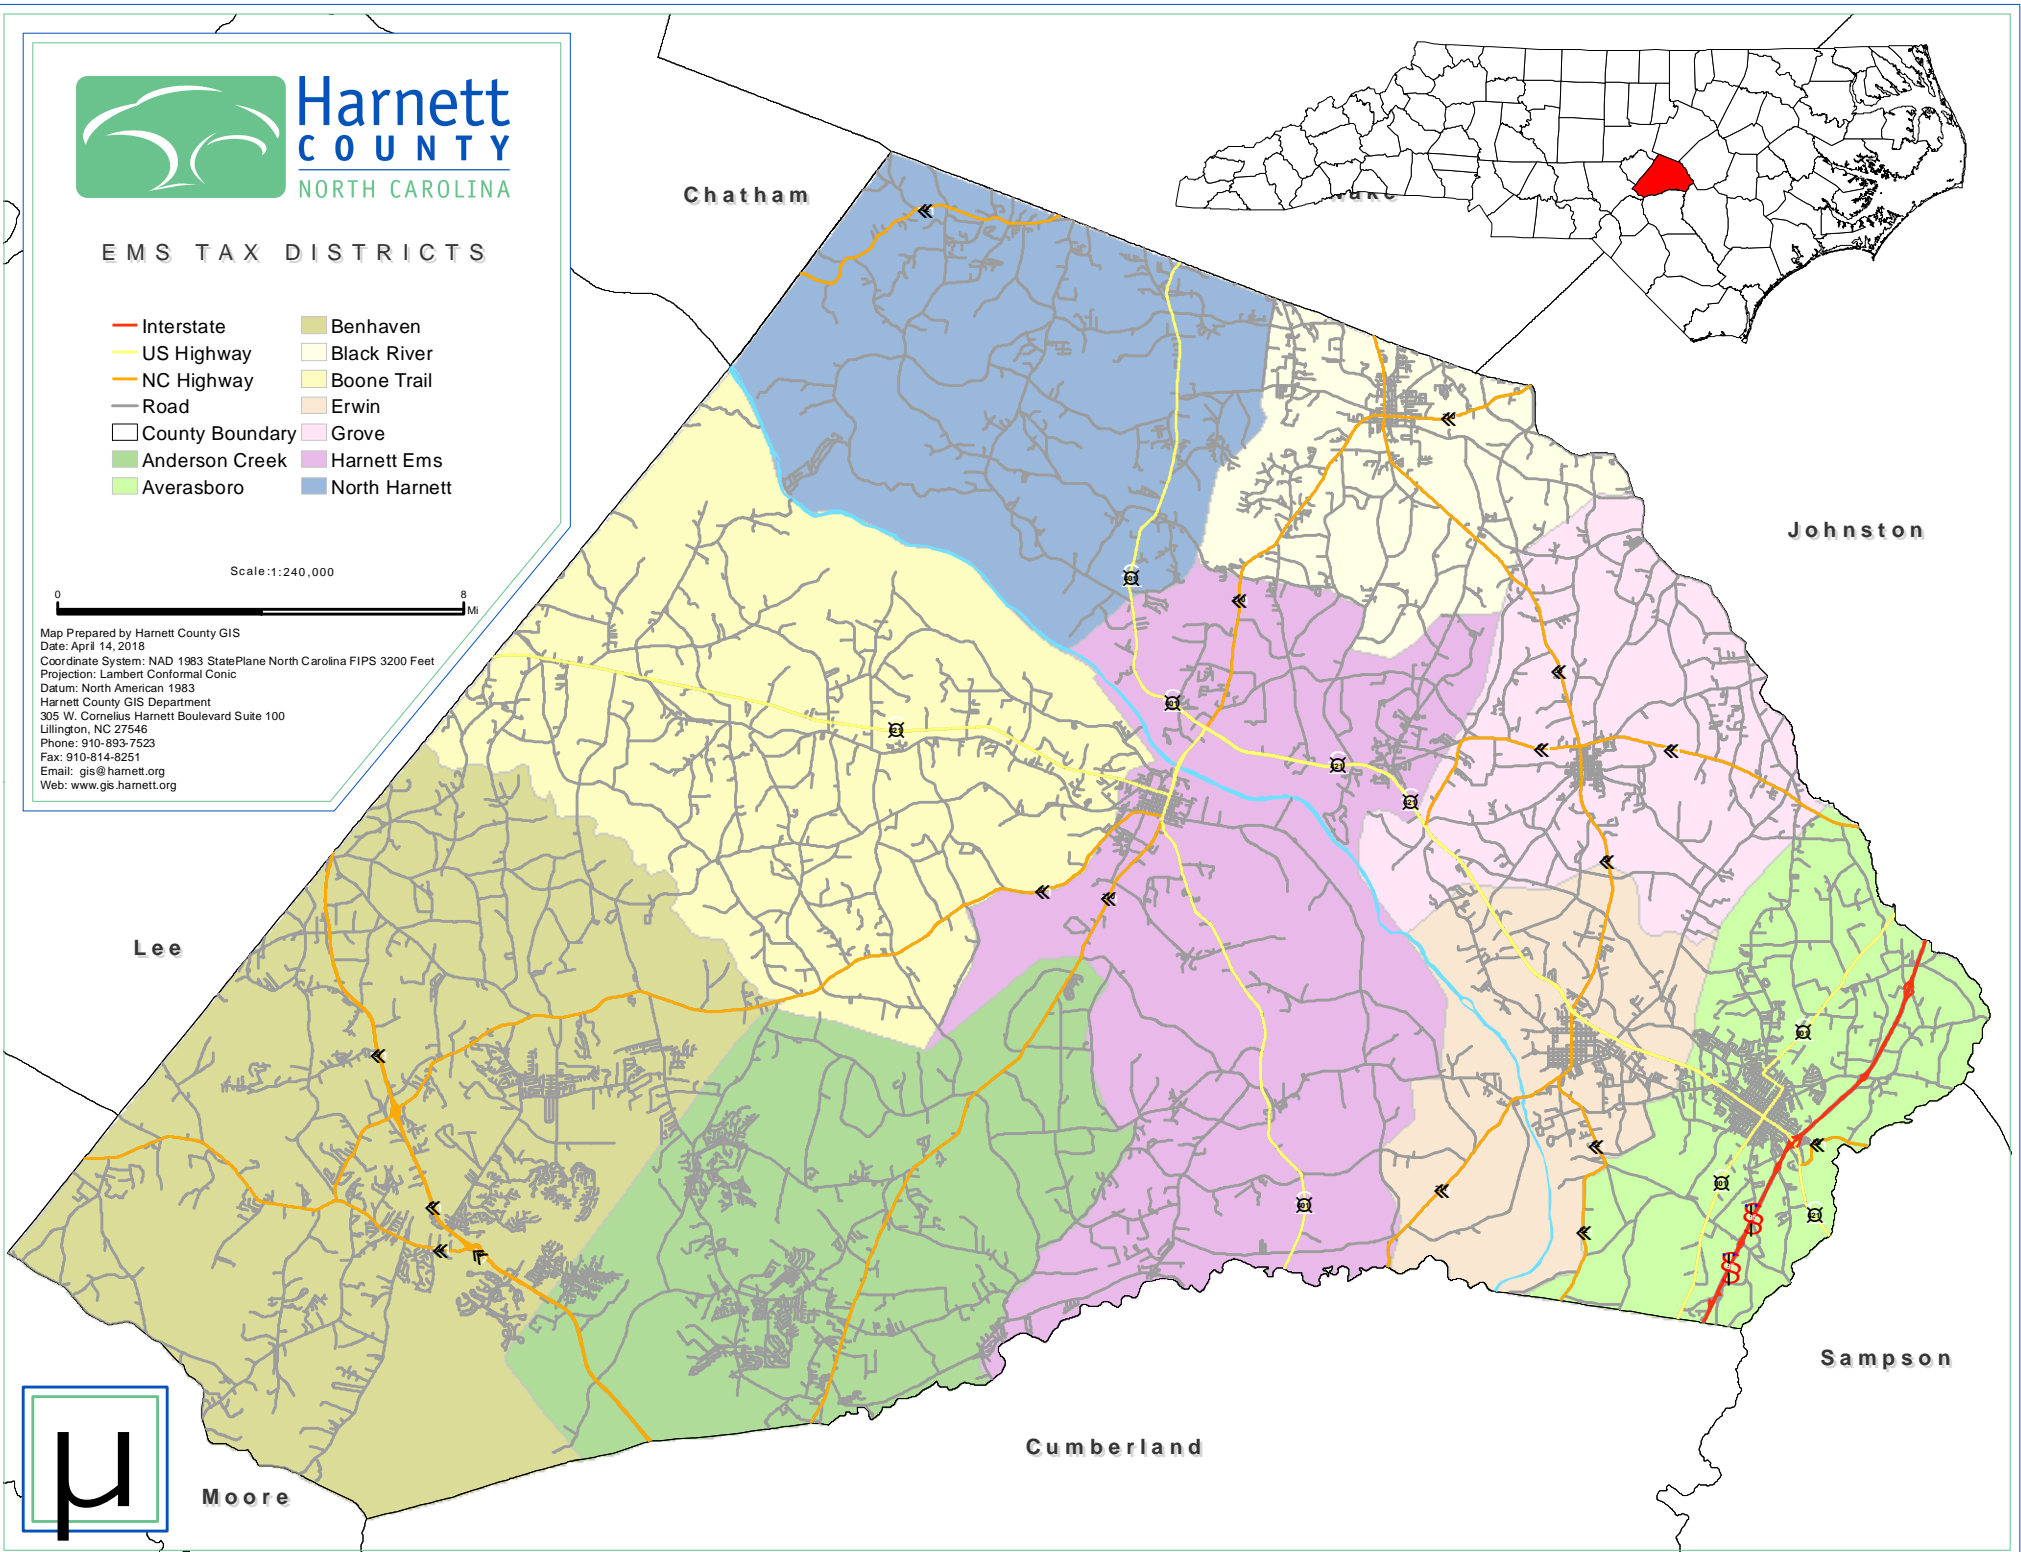 Harnett
COUNTY
NORTH CAROLINA
EMS TAX DISTRICTS
Interstate
US Highway
NC Highway
Road
County Boundary
Anderson Creek
Averasboro
Benhaven
Black River
Boone Trail
Erwin
Grove
Harnett Ems
North Harnett
Scale:1:240,000
0 8
Mi
Map Prepared by Harnett County GIS
Date: April 14, 2018
Coordinate System: NAD 1983 StatePlane North Carolina FIPS 3200 Feet
Projection: Lambert Conformal Conic
Datum: North American 1983
Harnett County GIS Department
305 W. Cornelius Harnett Boulevard Suite 100
Lillington, NC 27546
Phone: 910-893-7523
Fax: 910-814-8251
Email: gis@harnett.org
Web: www.gis.harnett.org
Chatham
Johnston
Lee
Sampson
Cumberland
Moore
µ